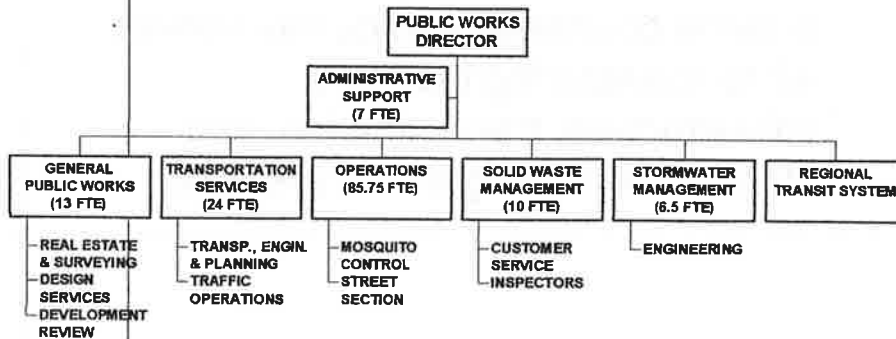 PUBLIC WORKS
DIRECTOR
ADMINISTRATIVE
SUPPORT
(7 FTE)
GENERAL
PUBLIC WORKS
(13 FTE)
REAL ESTATE
& SURVEYING
DESIGN
SERVICES
DEVELOPMENT
REVIEW
TRANSPORTATION
SERVICES
(24 FTE)
TRANSP., ENGIN.
& PLANNING
TRAFFIC
OPERATIONS
OPERATIONS
(85.75 FTE)
MOSQUITO
CONTROL
STREET
SECTION
SOLID WASTE
MANAGEMENT
(10 FTE)
CUSTOMER
SERVICE
INSPECTORS
STORMWATER
MANAGEMENT
(6.5 FTE)
ENGINEERING
REGIONAL
TRANSIT SYSTEM